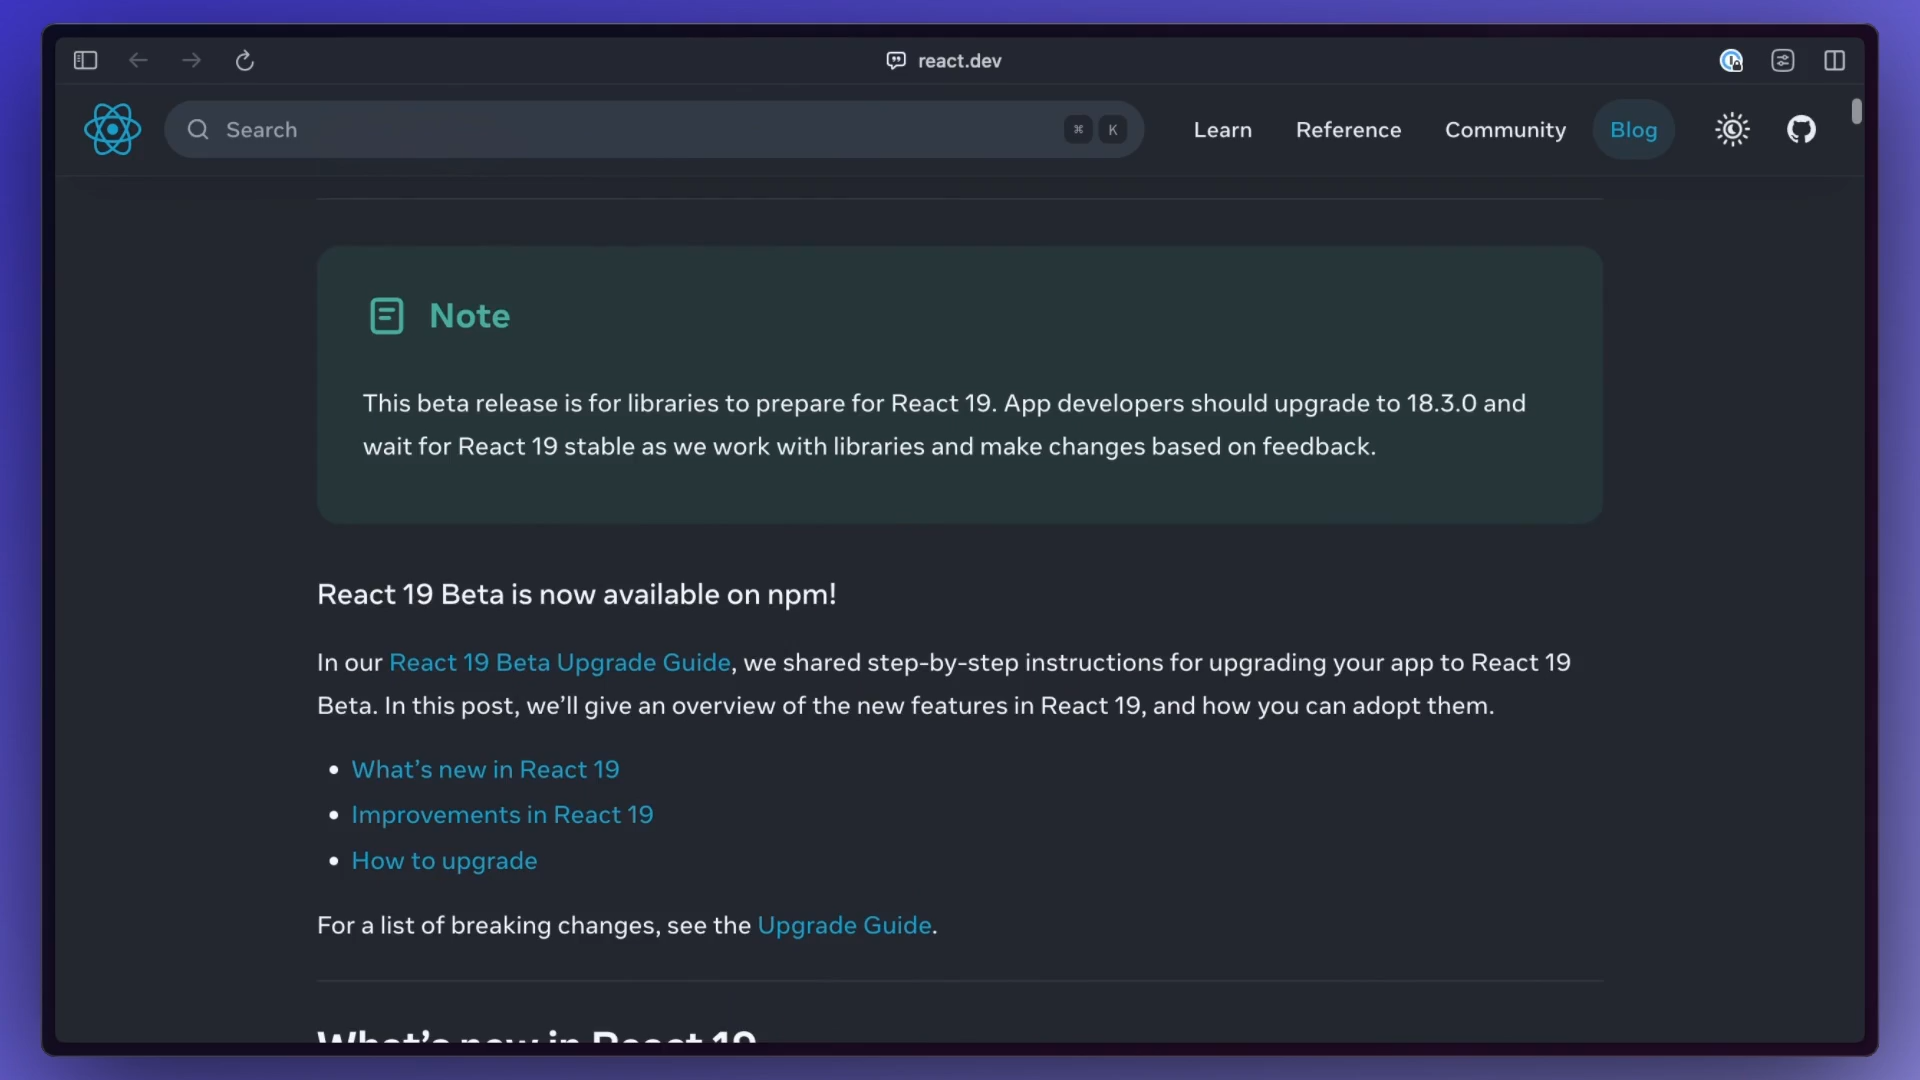 react.dev
Search
⌘ K
Learn
Reference
Community
Blog
Note
This beta release is for libraries to prepare for React 19. App developers should upgrade to 18.3.0 and
wait for React 19 stable as we work with libraries and make changes based on feedback.
React 19 Beta is now available on npm!
In our React 19 Beta Upgrade Guide, we shared step-by-step instructions for upgrading your app to React 19
Beta. In this post, we’ll give an overview of the new features in React 19, and how you can adopt them.
• What’s new in React 19
• Improvements in React 19
• How to upgrade
For a list of breaking changes, see the Upgrade Guide.
What’s new in React 19